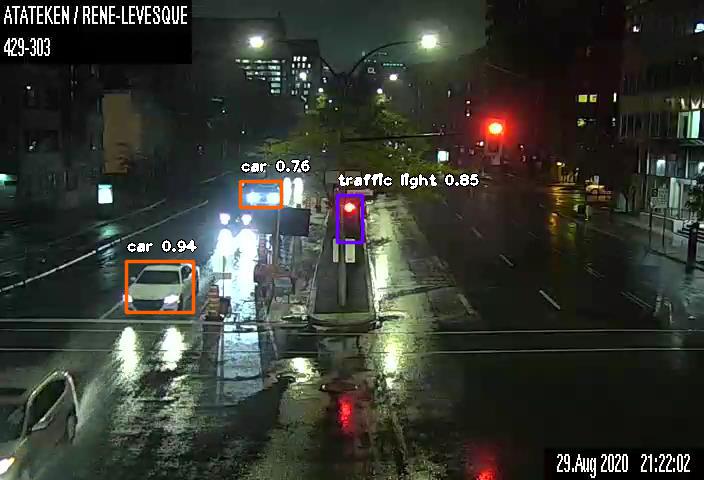 ATATEKEN / RENE-LEVESQUE
429-303
car 0.76
traffic light 0.85
car 0.94
29.Aug 2020 21:22:02